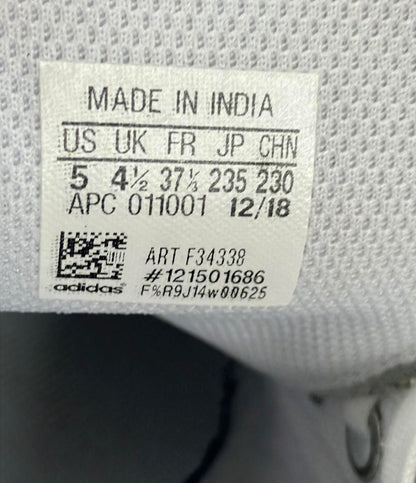 MADE IN INDIA
US UK FR JP CHN
5 4½ 37⅓ 235 230
APC 011001 12/18
ART F34338
#121501686
adidas F%R9J14w00625